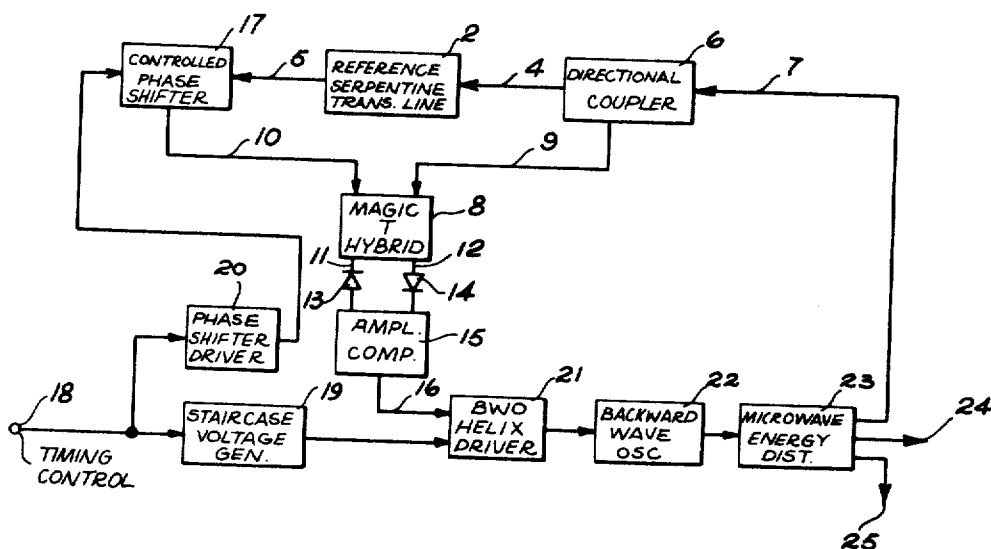 17
CONTROLLED
PHASE
SHIFTER
5
2
REFERENCE
SERPENTINE
TRANS. LINE
4
6
DIRECTIONAL
COUPLER
7
10
9
MAGIC
T
HYBRID
8
11
12
13
14
20
PHASE
SHIFTER
DRIVER
AMPL.
COMP.
15
16
18
TIMING
CONTROL
19
STAIRCASE
VOLTAGE
GEN.
21
BWO
HELIX
DRIVER
22
BACKWARD
WAVE
OSC
23
MICROWAVE
ENERGY
DIST.
24
25